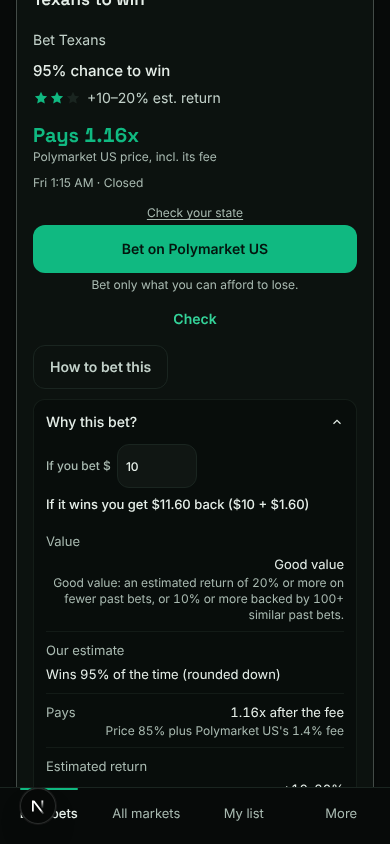 Texans to win
Bet Texans
95% chance to win
+10–20% est. return
Pays 1.16x
Polymarket US price, incl. its fee
Fri 1:15 AM · Closed
Check your state
Bet on Polymarket US
Bet only what you can afford to lose.
Check
How to bet this
Why this bet?
If you bet $ 10
If it wins you get $11.60 back ($10 + $1.60)
Value
Good value
Good value: an estimated return of 20% or more on
fewer past bets, or 10% or more backed by 100+
similar past bets.
Our estimate
Wins 95% of the time (rounded down)
Pays 1.16x after the fee
Price 85% plus Polymarket US's 1.4% fee
Estimated return
N bets All markets My list More